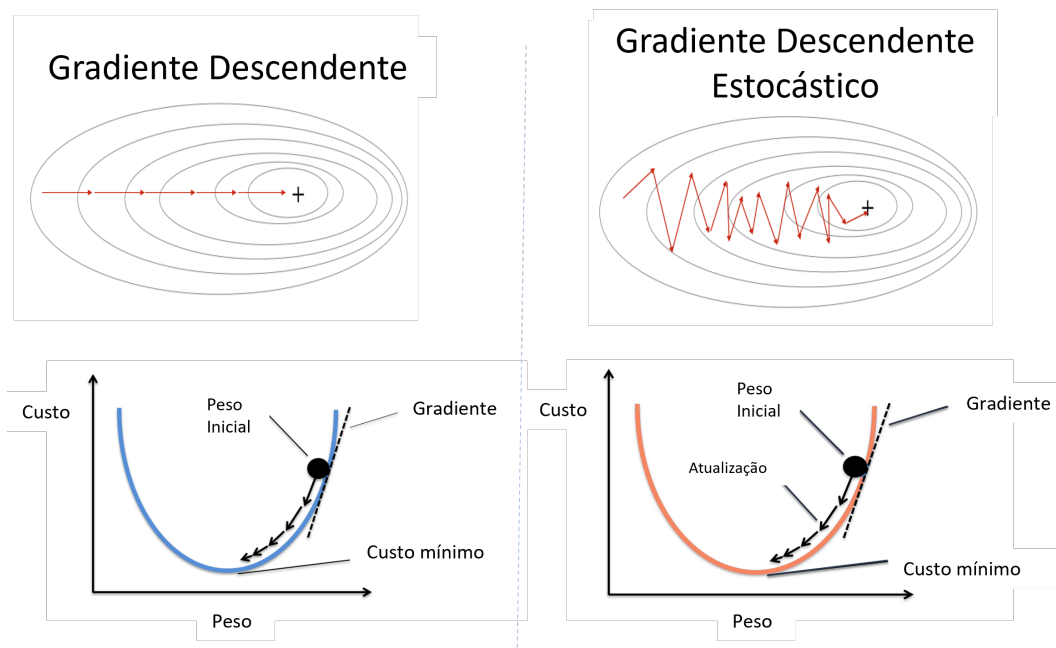 Gradiente Descendente
Gradiente Descendente
Estocástico
Custo
Peso
Inicial
Gradiente
Custo mínimo
Peso
Custo
Peso
Inicial
Gradiente
Atualização
Custo mínimo
Peso